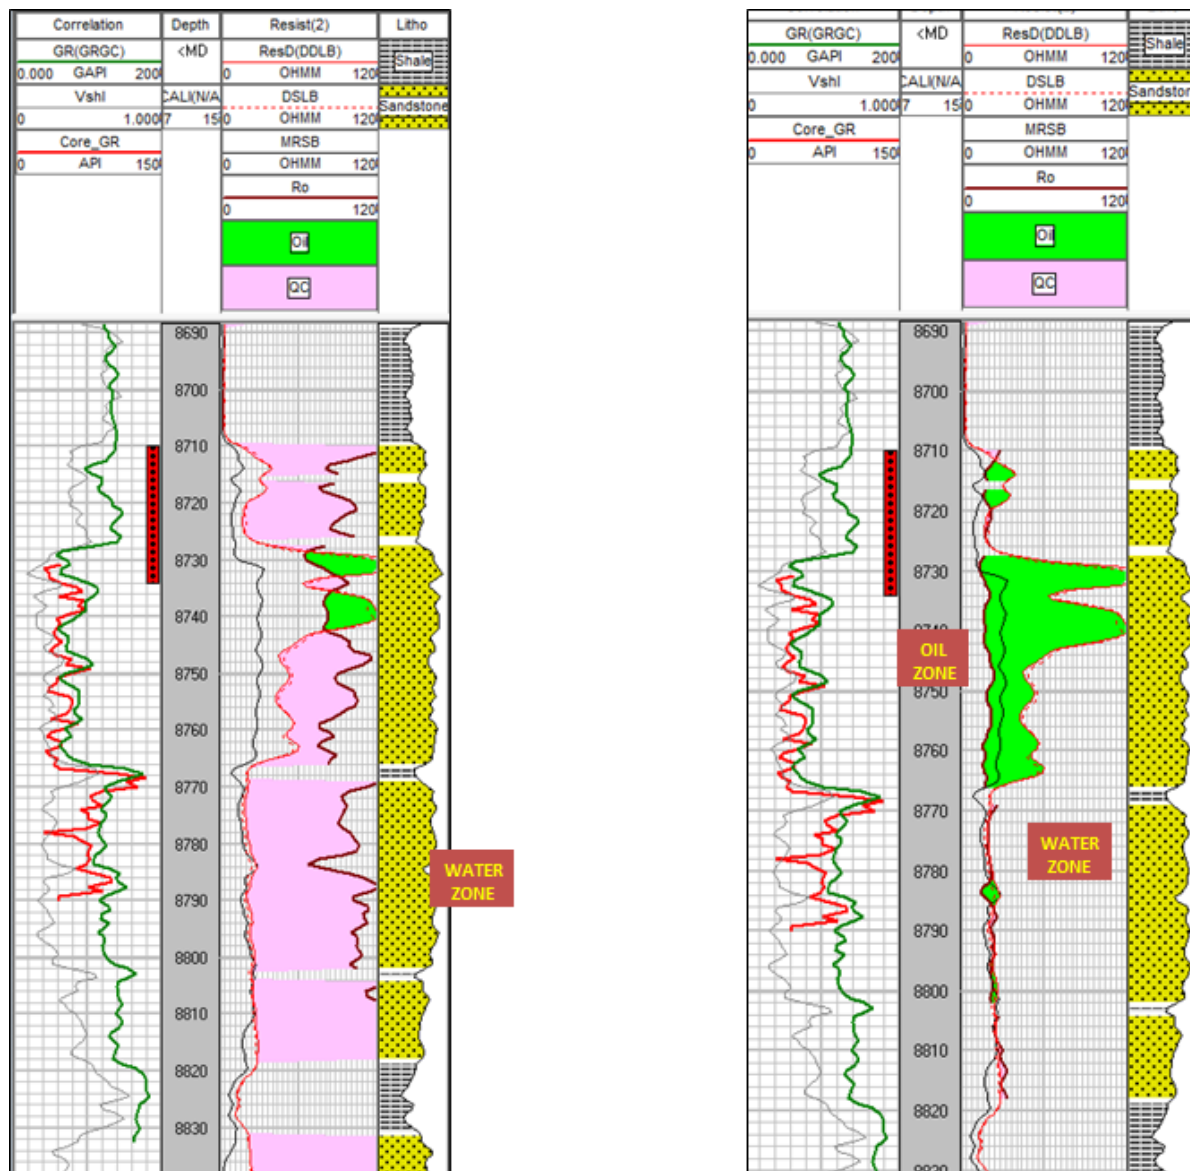 Correlation Depth Resist(2) Litho
GR(GRGC) <MD ResD(DDLB) Shale
0.000 GAPI 200 0 OHMM 120
Vshl CALI(N/A DSLB Sandstone
0 1.000 7 15 0 OHMM 120
Core_GR MRSB
0 API 150 0 OHMM 120
Ro
0 120
Oil
QC
8690
8700
8710
8720
8730
8740
8750
8760
8770
8780
8790
8800
8810
8820
8830
WATER
ZONE
GR(GRGC) <MD ResD(DDLB) Shale
0.000 GAPI 200 0 OHMM 120
Vshl CALI(N/A DSLB Sandston
0 1.000 7 15 0 OHMM 120
Core_GR MRSB
0 API 150 0 OHMM 120
Ro
0 120
Oil
QC
8690
8700
8710
8720
8730
OIL
ZONE
8750
8760
8770
WATER
ZONE
8780
8790
8800
8810
8820